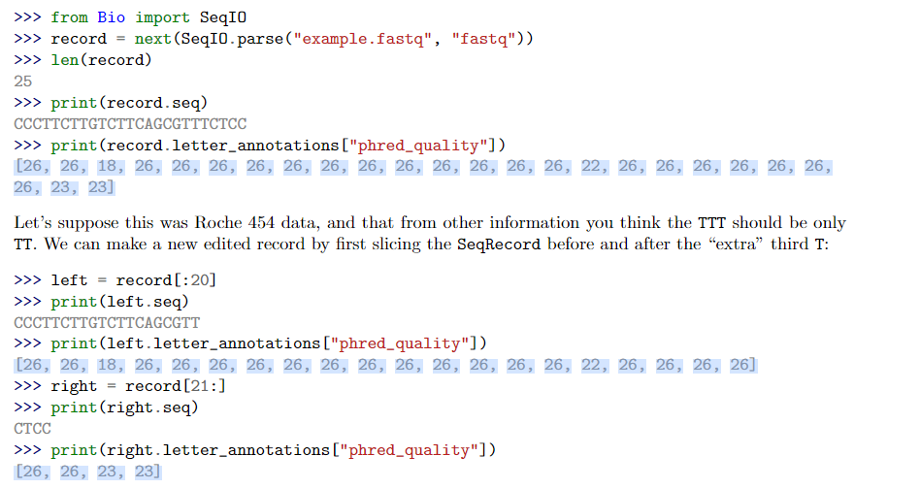 >>> from Bio import SeqIO
>>> record = next(SeqIO.parse("example.fastq", "fastq"))
>>> len(record)
25
>>> print(record.seq)
CCCTTCTTGTCTTCAGCGTTTCTCC
>>> print(record.letter_annotations["phred_quality"])
[26, 26, 18, 26, 26, 26, 26, 26, 26, 26, 26, 26, 26, 26, 26, 22, 26, 26, 26, 26, 26, 26,
26, 23, 23]
Let's suppose this was Roche 454 data, and that from other information you think the TTT should be only
TT. We can make a new edited record by first slicing the SeqRecord before and after the “extra” third T:
>>> left = record[:20]
>>> print(left.seq)
CCCTTCTTGTCTTCAGCGTT
>>> print(left.letter_annotations["phred_quality"])
[26, 26, 18, 26, 26, 26, 26, 26, 26, 26, 26, 26, 26, 26, 26, 22, 26, 26, 26, 26]
>>> right = record[21:]
>>> print(right.seq)
CTCC
>>> print(right.letter_annotations["phred_quality"])
[26, 26, 23, 23]